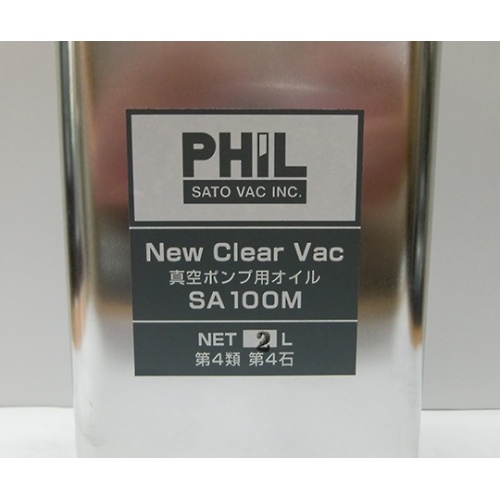 PHIL
SATO VAC INC.
New Clear Vac
真空ポンプ用オイル
SA100M
NET 2 L
第4類 第4石